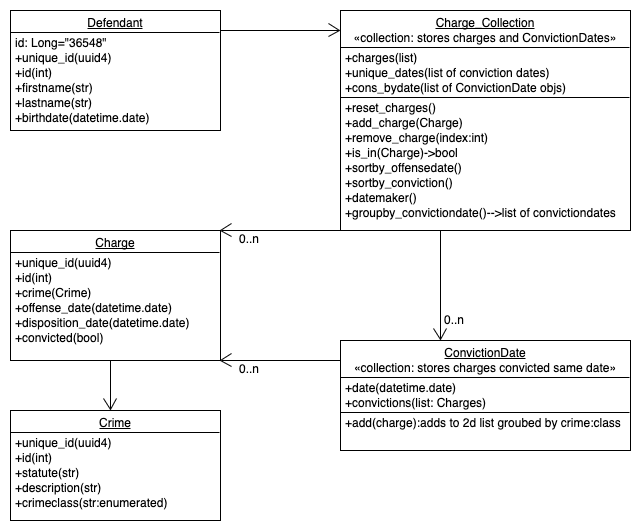 Defendant
id: Long="36548"
+unique_id(uuid4)
+id(int)
+firstname(str)
+lastname(str)
+birthdate(datetime.date)
Charge_Collection
«collection: stores charges and ConvictionDates»
+charges(list)
+unique_dates(list of conviction dates)
+cons_bydate(list of ConvictionDate objs)
+reset_charges()
+add_charge(Charge)
+remove_charge(index:int)
+is_in(Charge)->bool
+sortby_offensedate()
+sortby_conviction()
+datemaker()
+groupby_convictiondate()-->list of convictiondates
0..n
Charge
+unique_id(uuid4)
+id(int)
+crime(Crime)
+offense_date(datetime.date)
+disposition_date(datetime.date)
+convicted(bool)
0..n
0..n
ConvictionDate
«collection: stores charges convicted same date»
+date(datetime.date)
+convictions(list: Charges)
+add(charge):adds to 2d list groubed by crime:class
Crime
+unique_id(uuid4)
+id(int)
+statute(str)
+description(str)
+crimeclass(str:enumerated)